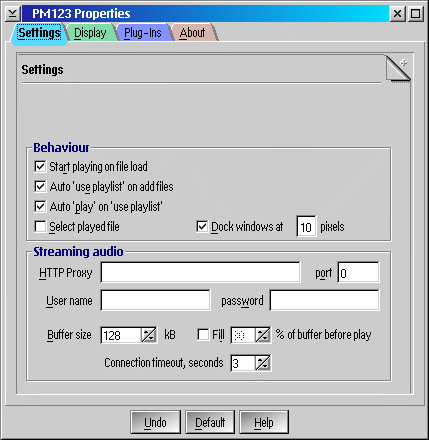 PM123 Properties
Settings Display Plug-Ins About
Settings
Behaviour
Start playing on file load
Auto 'use playlist' on add files
Auto 'play' on 'use playlist'
Select played file Dock windows at 10 pixels
Streaming audio
HTTP Proxy port 0
User name password
Buffer size 128 kB Fill % of buffer before play
Connection timeout, seconds 3
Undo Default Help